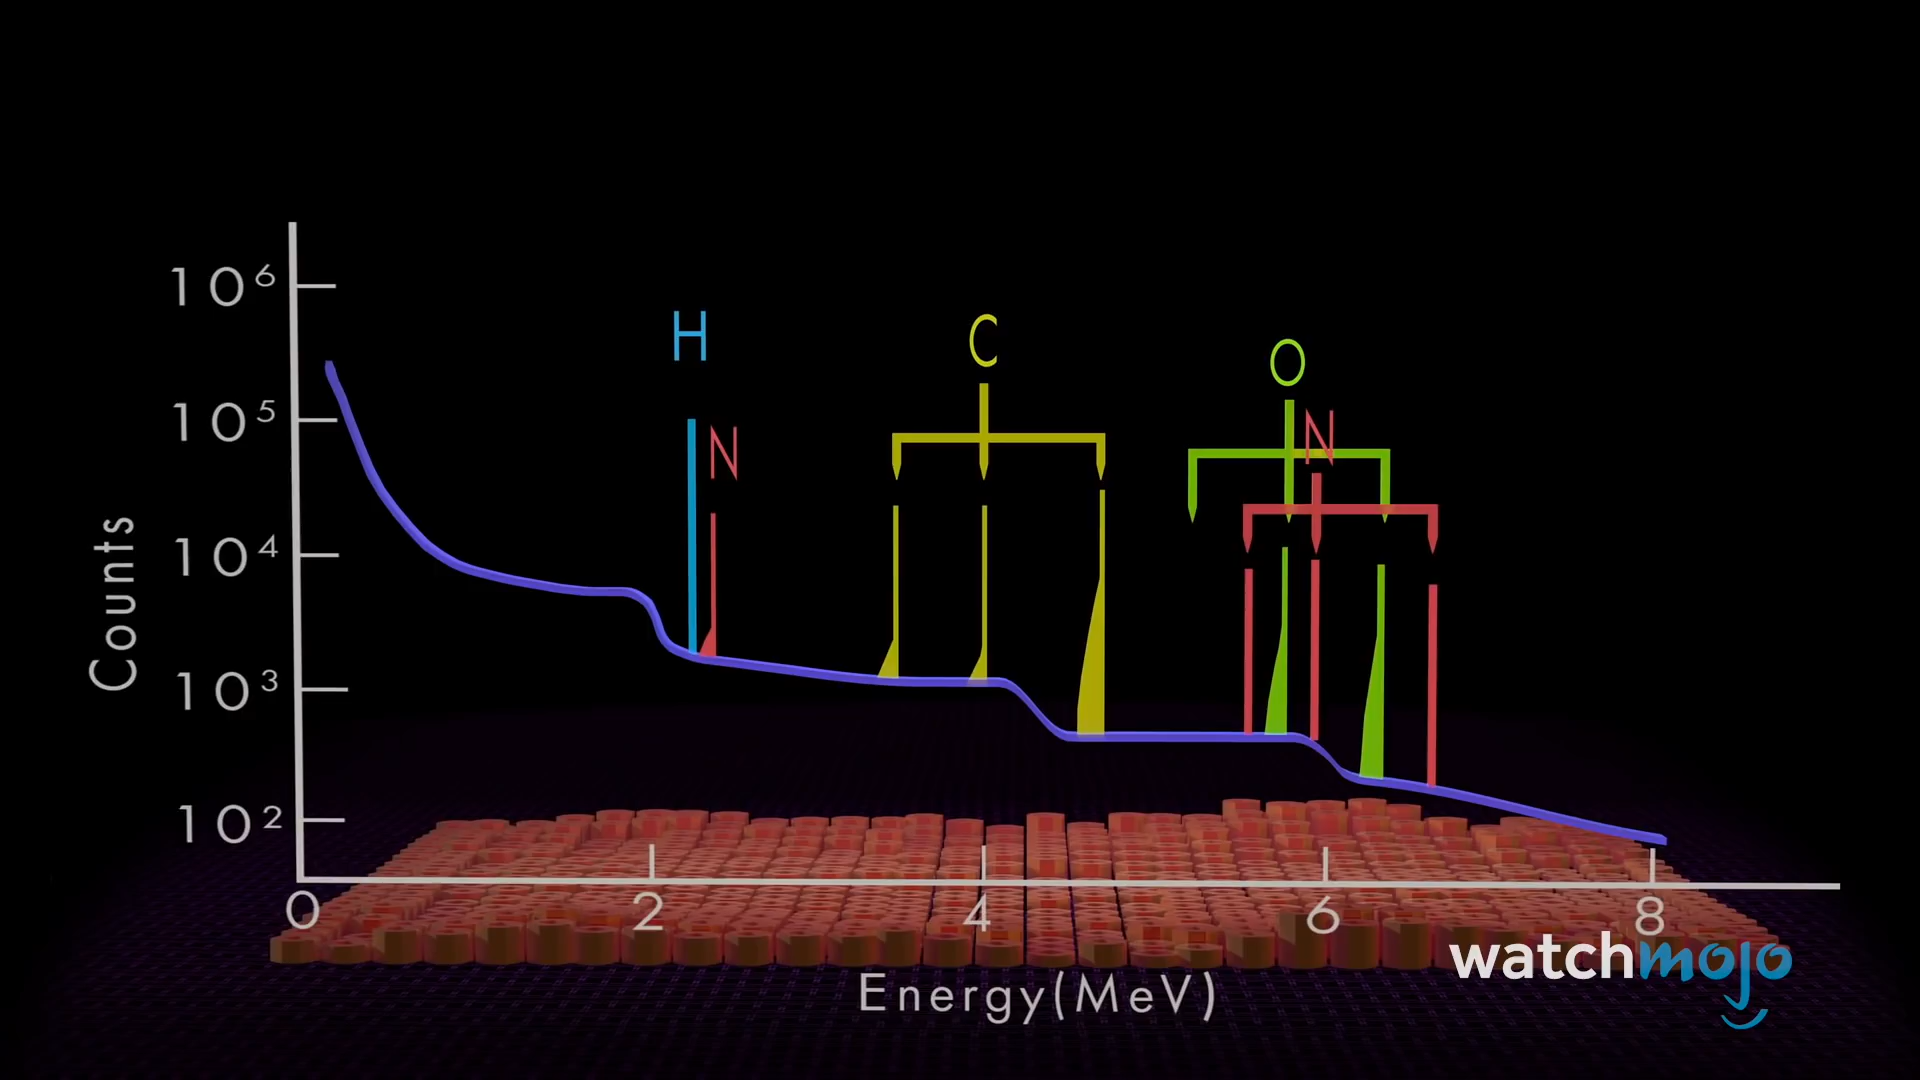 10⁶
H
C
O
10⁵
N
N
10⁴
Counts
10³
10²
0 2 4 6 8
watchmojo
Energy(MeV)